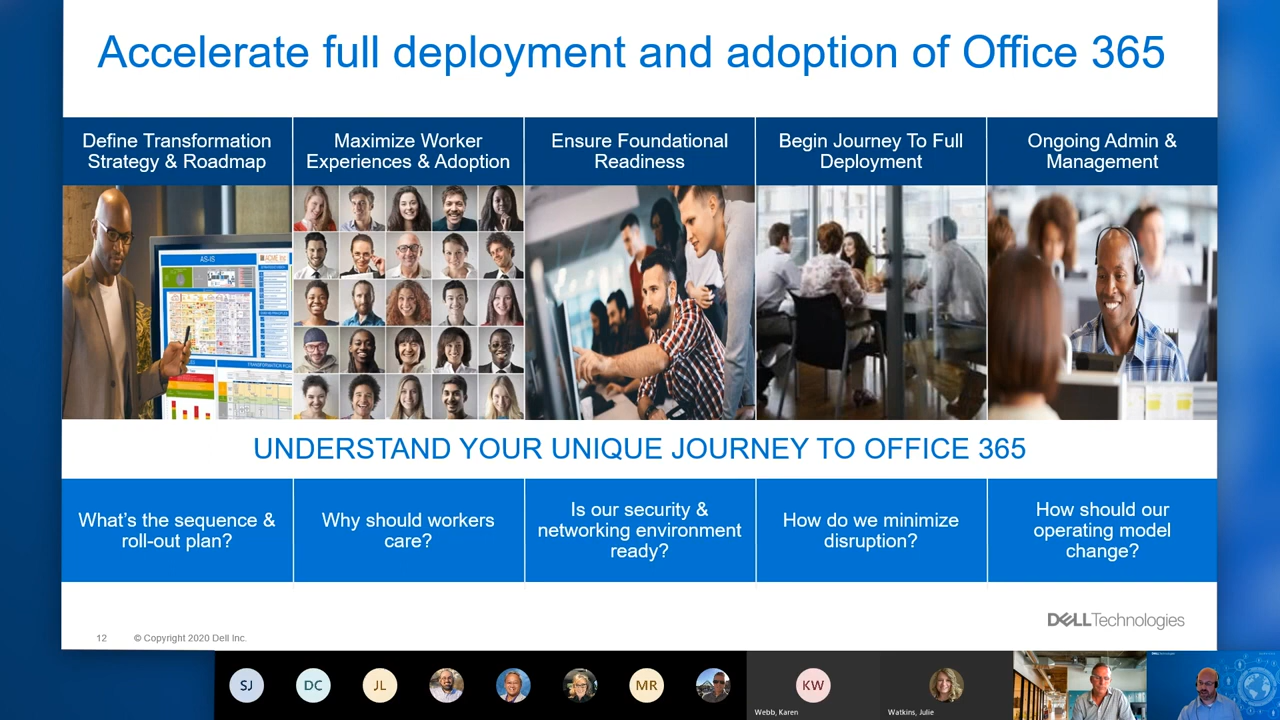 Accelerate full deployment and adoption of Office 365
Define Transformation
Strategy & Roadmap
Maximize Worker
Experiences & Adoption
Ensure Foundational
Readiness
Begin Journey To Full
Deployment
Ongoing Admin &
Management
AS-IS
UNDERSTAND YOUR UNIQUE JOURNEY TO OFFICE 365
What's the sequence &
roll-out plan?
Why should workers
care?
Is our security &
networking environment
ready?
How do we minimize
disruption?
How should our
operating model
change?
12
© Copyright 2020 Dell Inc.
DELLTechnologies
SJ
DC
JL
MR
KW
Webb, Karen
Watkins, Julie